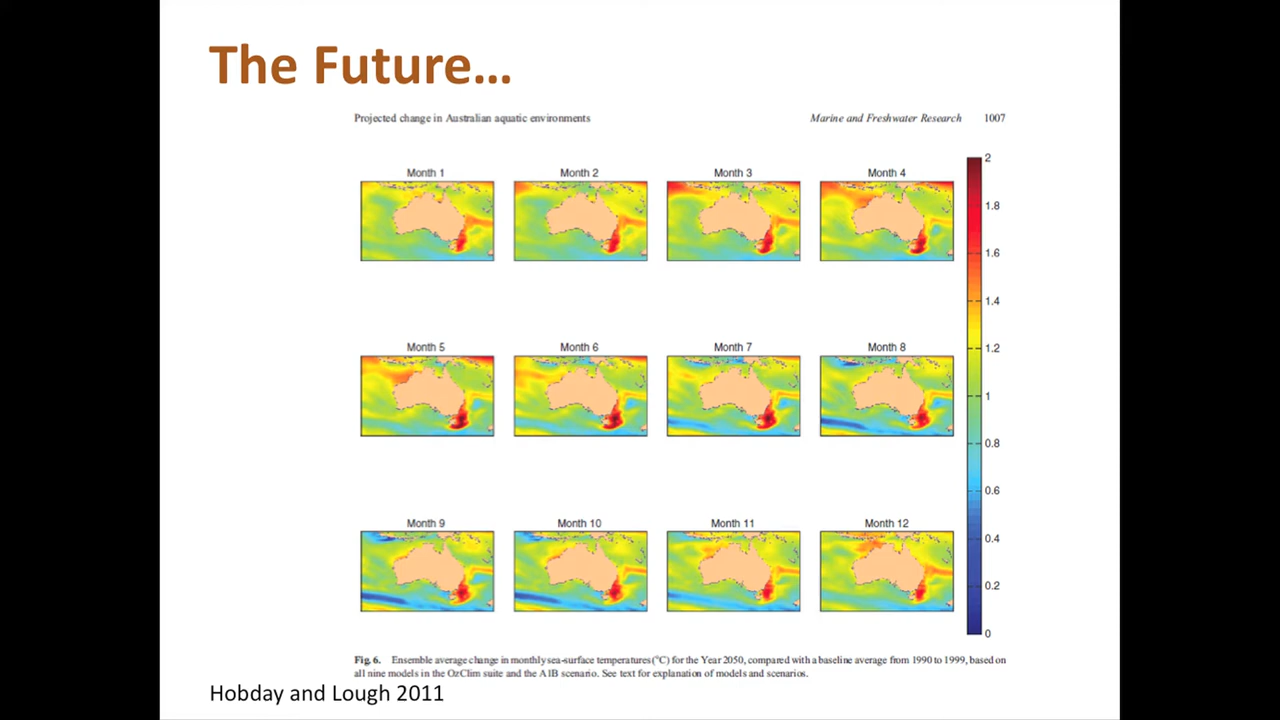 The Future...
Projected change in Australian aquatic environments Marine and Freshwater Research 1007
Month 1 Month 2 Month 3 Month 4
2
1.8
1.6
1.4
Month 5 Month 6 Month 7 Month 8
1.2
1
0.8
0.6
Month 9 Month 10 Month 11 Month 12
0.4
0.2
0
Fig. 6. Ensemble average change in monthly sea-surface temperatures (°C) for the Year 2050, compared with a baseline average from 1990 to 1999, based on
all nine models in the OzClim suite and the A1B scenario. See text for explanation of models and scenarios.
Hobday and Lough 2011